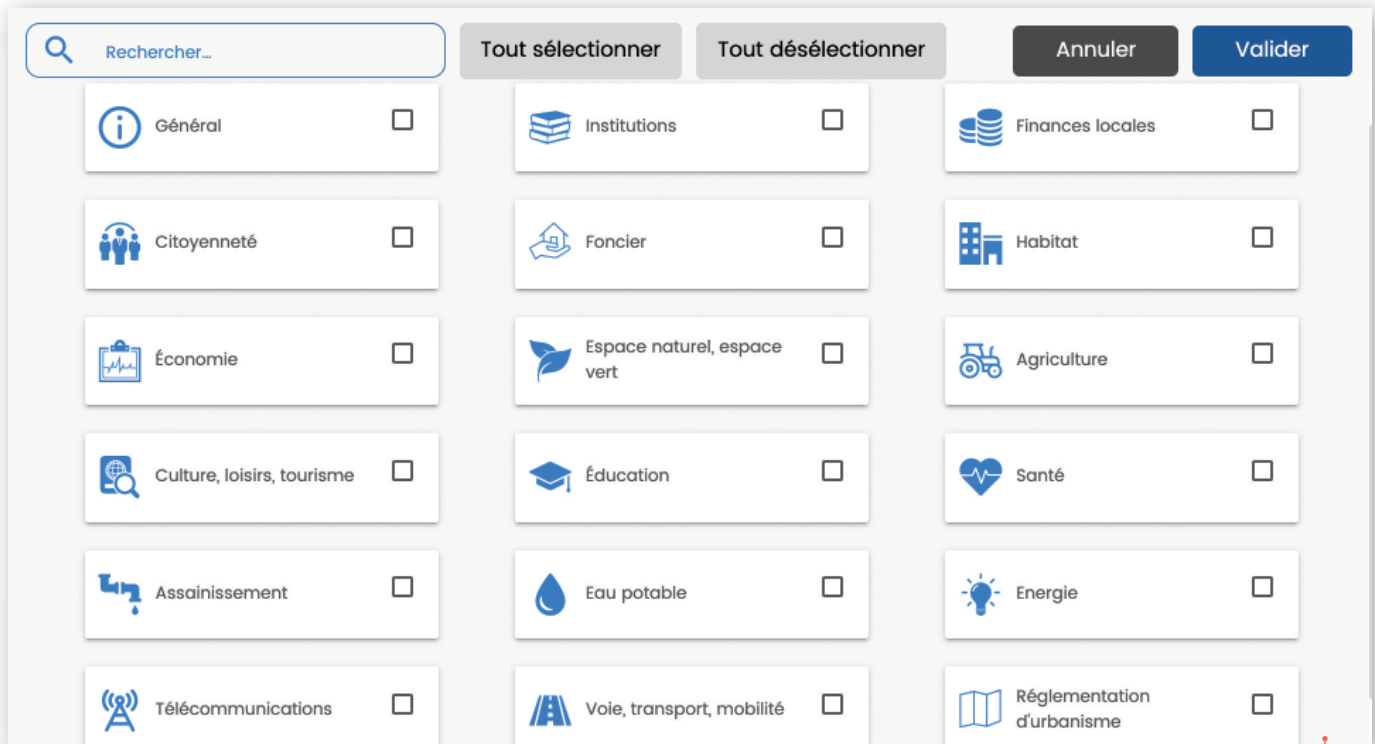 Rechercher...
Tout sélectionner
Tout désélectionner
Annuler
Valider
Général
Institutions
Finances locales
Citoyenneté
Foncier
Habitat
Économie
Espace naturel, espace
vert
Agriculture
Culture, loisirs, tourisme
Éducation
Santé
Assainissement
Eau potable
Energie
Télécommunications
Voie, transport, mobilité
Réglementation
d'urbanisme